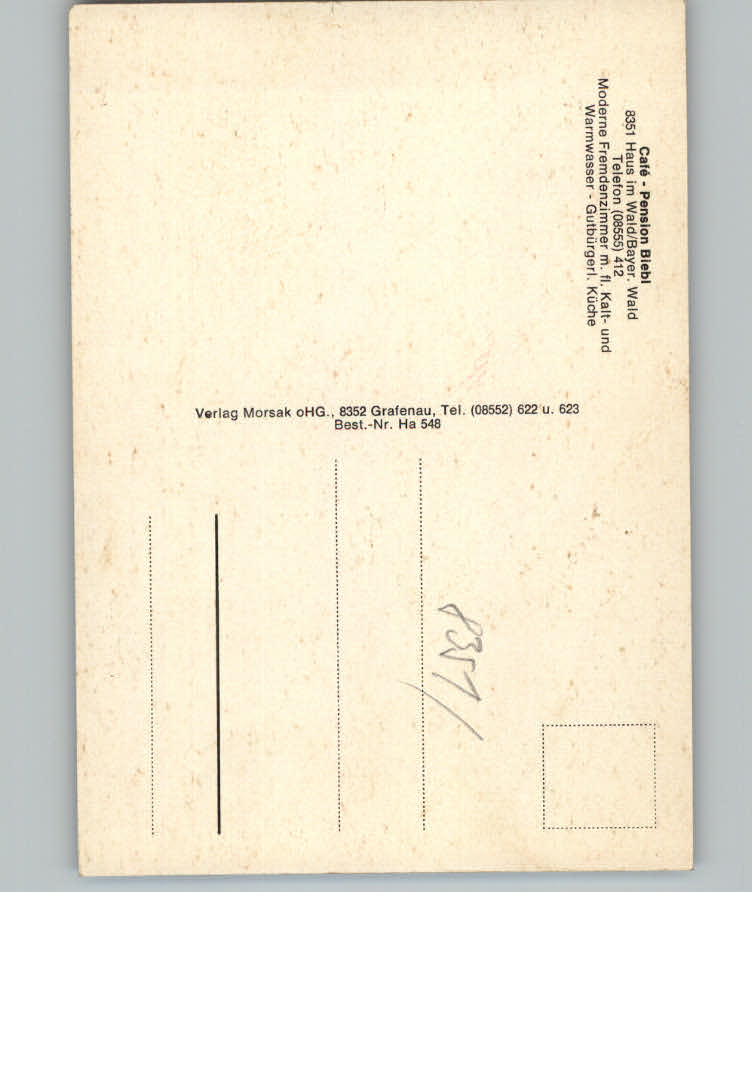 Café - Pension Biebl
8351 Haus im Wald/Bayer. Wald
Telefon (08555) 412
Moderne Fremdenzimmer m. fl. Kalt- und
Warmwasser - Gutbürgerl. Küche
Verlag Morsak oHG., 8352 Grafenau, Tel. (08552) 622 u. 623
Best.-Nr. Ha 548
8351/